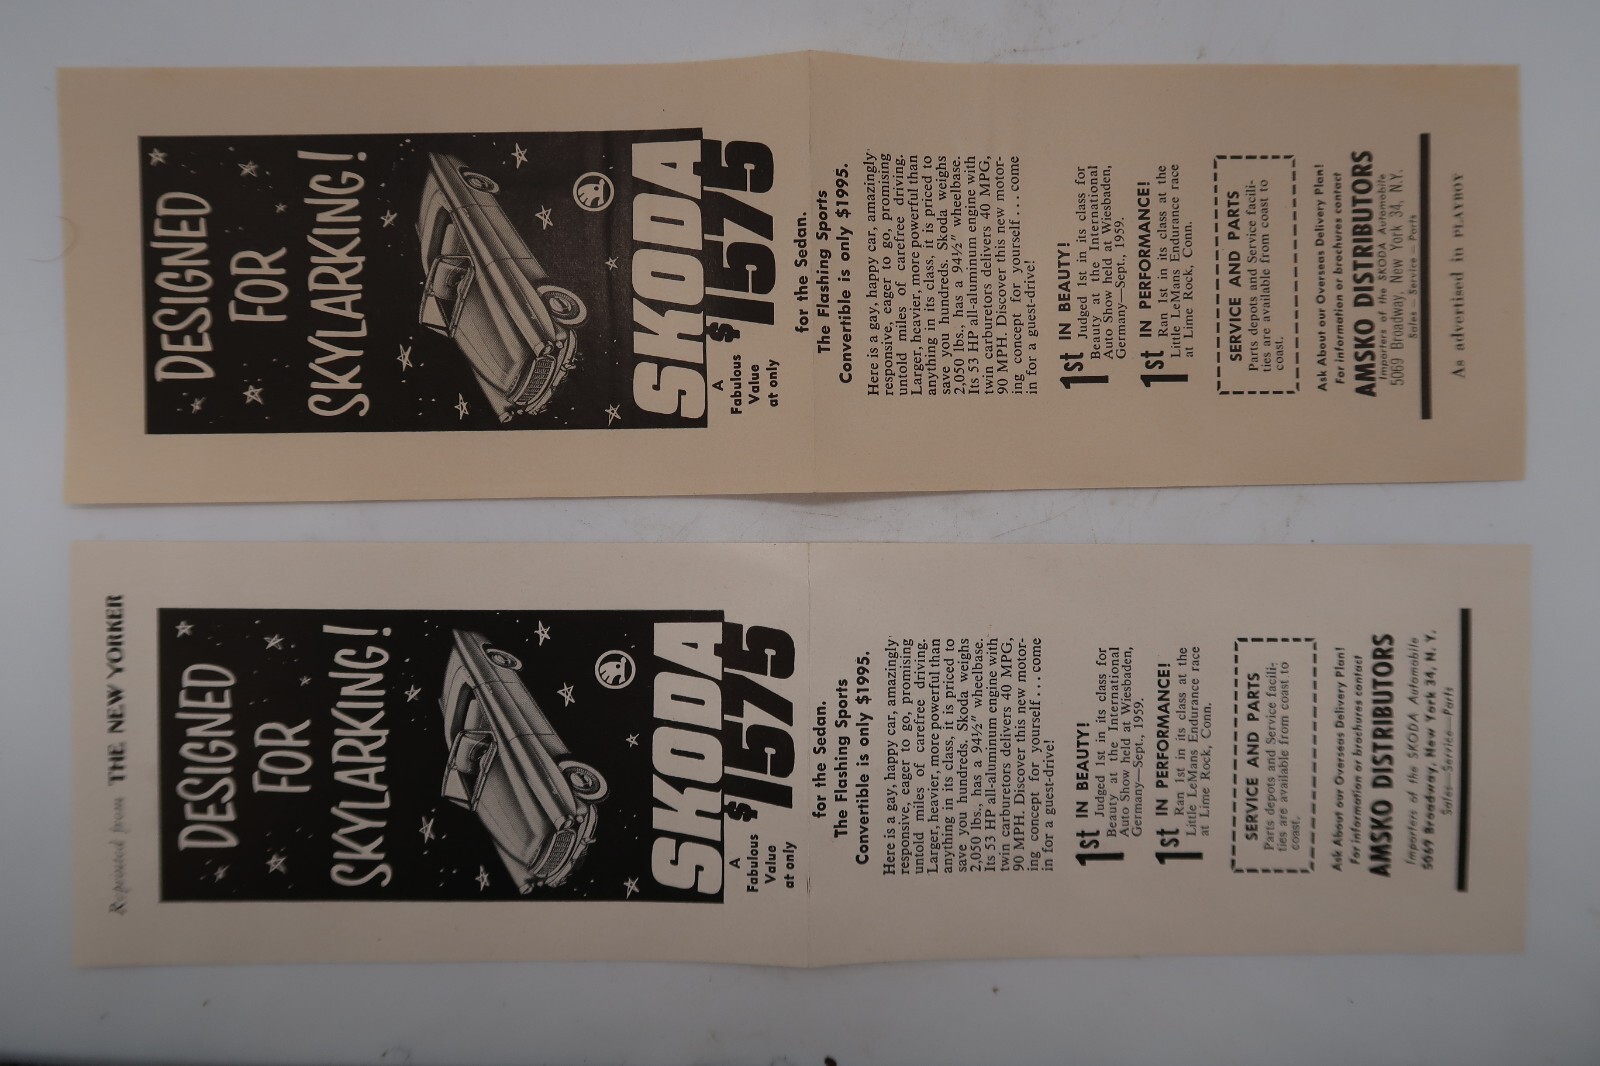 DESIGNED
FOR
SKYLARKING!
SKODA
A
Fabulous
Value
at only
$1575
for the Sedan.
The Flashing Sports
Convertible is only $1995.
Here is a gay, happy car, amazingly
responsive, eager to go, promising
untold miles of carefree driving.
Larger, heavier, more powerful than
anything in its class, it is priced to
save you hundreds. Skoda weighs
2,050 lbs., has a 94½" wheelbase.
Its 53 HP all-aluminum engine with
twin carburetors delivers 40 MPG,
90 MPH. Discover this new motor-
ing concept for yourself....come
in for a guest-drive!
1st IN BEAUTY!
Judged 1st in its class for
Beauty at the International
Auto Show held at Wiesbaden,
Germany—Sept., 1959.
1st IN PERFORMANCE!
Ran 1st in its class at the
Little LeMans Endurance race
at Lime Rock, Conn.
SERVICE AND PARTS
Parts depots and Service facili-
ties are available from coast to
coast.
Ask About our Overseas Delivery Plan!
For information or brochures contact
AMSKO DISTRIBUTORS
Importers of the SKODA Automobile
5069 Broadway, New York 34, N.Y.
Sales - Service - Parts
As advertised in PLAYBOY
Reprinted from THE NEW YORKER
DESIGNED
FOR
SKYLARKING!
SKODA
A
Fabulous
Value
at only
$1575
for the Sedan.
The Flashing Sports
Convertible is only $1995.
Here is a gay, happy car, amazingly
responsive, eager to go, promising
untold miles of carefree driving.
Larger, heavier, more powerful than
anything in its class, it is priced to
save you hundreds. Skoda weighs
2,050 lbs., has a 94½" wheelbase.
Its 53 HP all-aluminum engine with
twin carburetors delivers 40 MPG,
90 MPH. Discover this new motor-
ing concept for yourself....come
in for a guest-drive!
1st IN BEAUTY!
Judged 1st in its class for
Beauty at the International
Auto Show held at Wiesbaden,
Germany—Sept., 1959.
1st IN PERFORMANCE!
Ran 1st in its class at the
Little LeMans Endurance race
at Lime Rock, Conn.
SERVICE AND PARTS
Parts depots and Service facili-
ties are available from coast to
coast.
Ask About our Overseas Delivery Plan!
For information or brochures contact
AMSKO DISTRIBUTORS
Importers of the SKODA Automobile
5069 Broadway, New York 34, N. Y.
Sales—Service—Parts